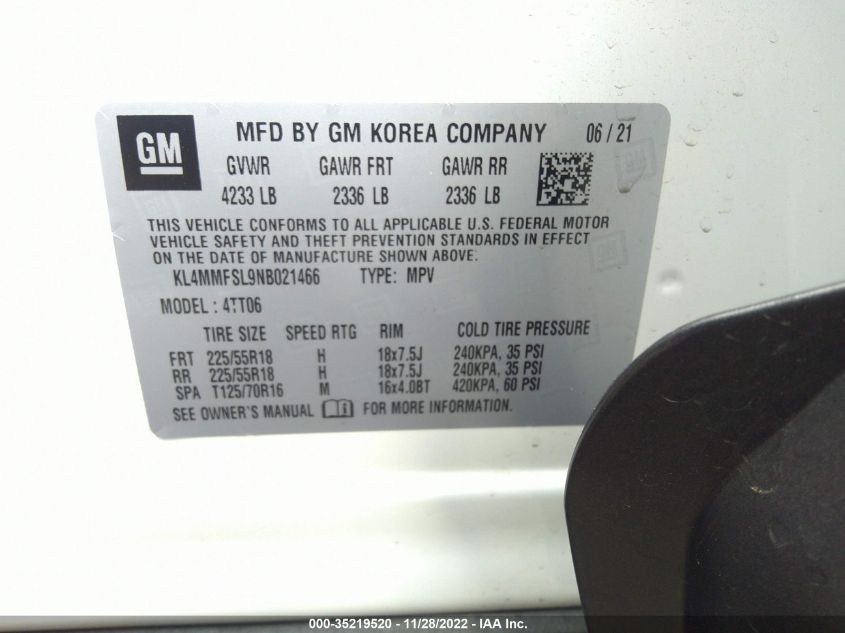 GM MFD BY GM KOREA COMPANY 06 / 21
GVWR GAWR FRT GAWR RR
4233 LB 2336 LB 2336 LB
THIS VEHICLE CONFORMS TO ALL APPLICABLE U.S. FEDERAL MOTOR
VEHICLE SAFETY AND THEFT PREVENTION STANDARDS IN EFFECT
ON THE DATE OF MANUFACTURE SHOWN ABOVE.
KL4MMFSL9NB021466 TYPE: MPV
MODEL : 4TT06
TIRE SIZE SPEED RTG RIM COLD TIRE PRESSURE
FRT 225/55R18 H 18x7.5J 240KPA, 35 PSI
RR 225/55R18 H 18x7.5J 240KPA, 35 PSI
SPA T125/70R16 M 16x4.0BT 420KPA, 60 PSI
SEE OWNER'S MANUAL FOR MORE INFORMATION.
000-35219520 - 11/28/2022 - IAA Inc.